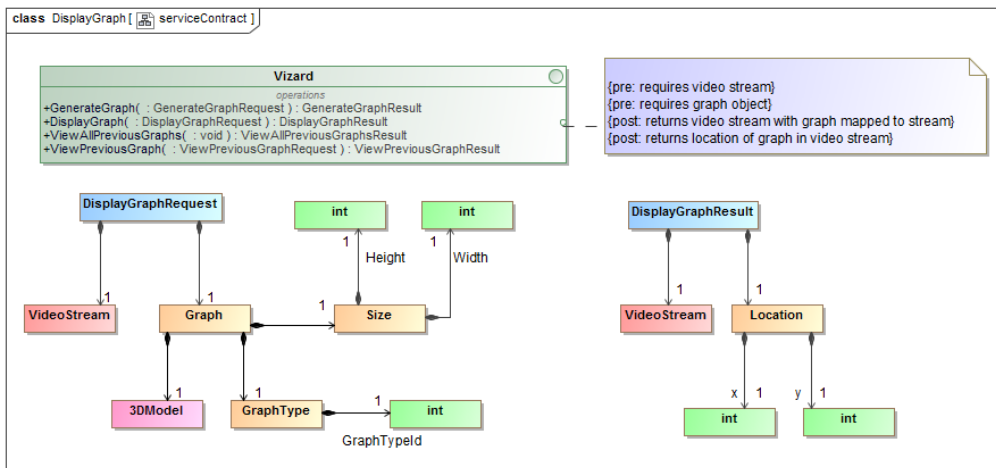 class DisplayGraph [ serviceContract ]
Vizard
operations
+GenerateGraph( : GenerateGraphRequest ) : GenerateGraphResult
+DisplayGraph( : DisplayGraphRequest ) : DisplayGraphResult
+ViewAllPreviousGraphs( : void ) : ViewAllPreviousGraphsResult
+ViewPreviousGraph( : ViewPreviousGraphRequest ) : ViewPreviousGraphResult
{pre: requires video stream}
{pre: requires graph object}
{post: returns video stream with graph mapped to stream}
{post: returns location of graph in video stream}
DisplayGraphRequest
int
int
DisplayGraphResult
1
1
Height
Width
1
1
1
1
1
VideoStream
Graph
Size
VideoStream
Location
1
1
1
x
1
y
1
3DModel
GraphType
int
GraphTypeId
int
int